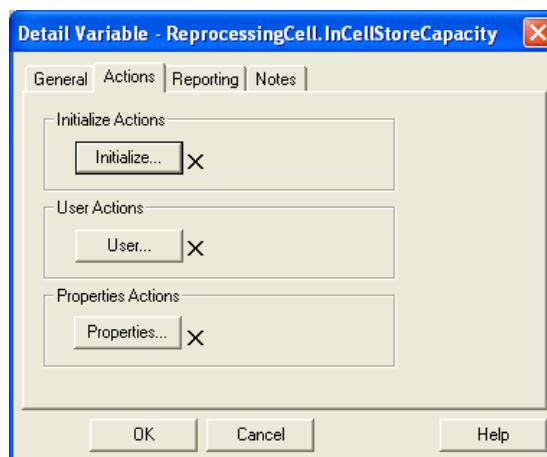 Detail Variable - ReprocessingCell.InCellStoreCapacity
General Actions Reporting Notes
Initialize Actions
Initialize...
User Actions
User...
Properties Actions
Properties...
OK Cancel Help